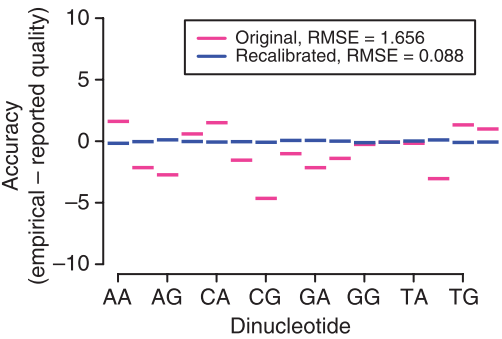 10
5
0
−5
−10
Accuracy
(empirical – reported quality)
Original, RMSE = 1.656
Recalibrated, RMSE = 0.088
AA AG CA CG GA GG TA TG
Dinucleotide